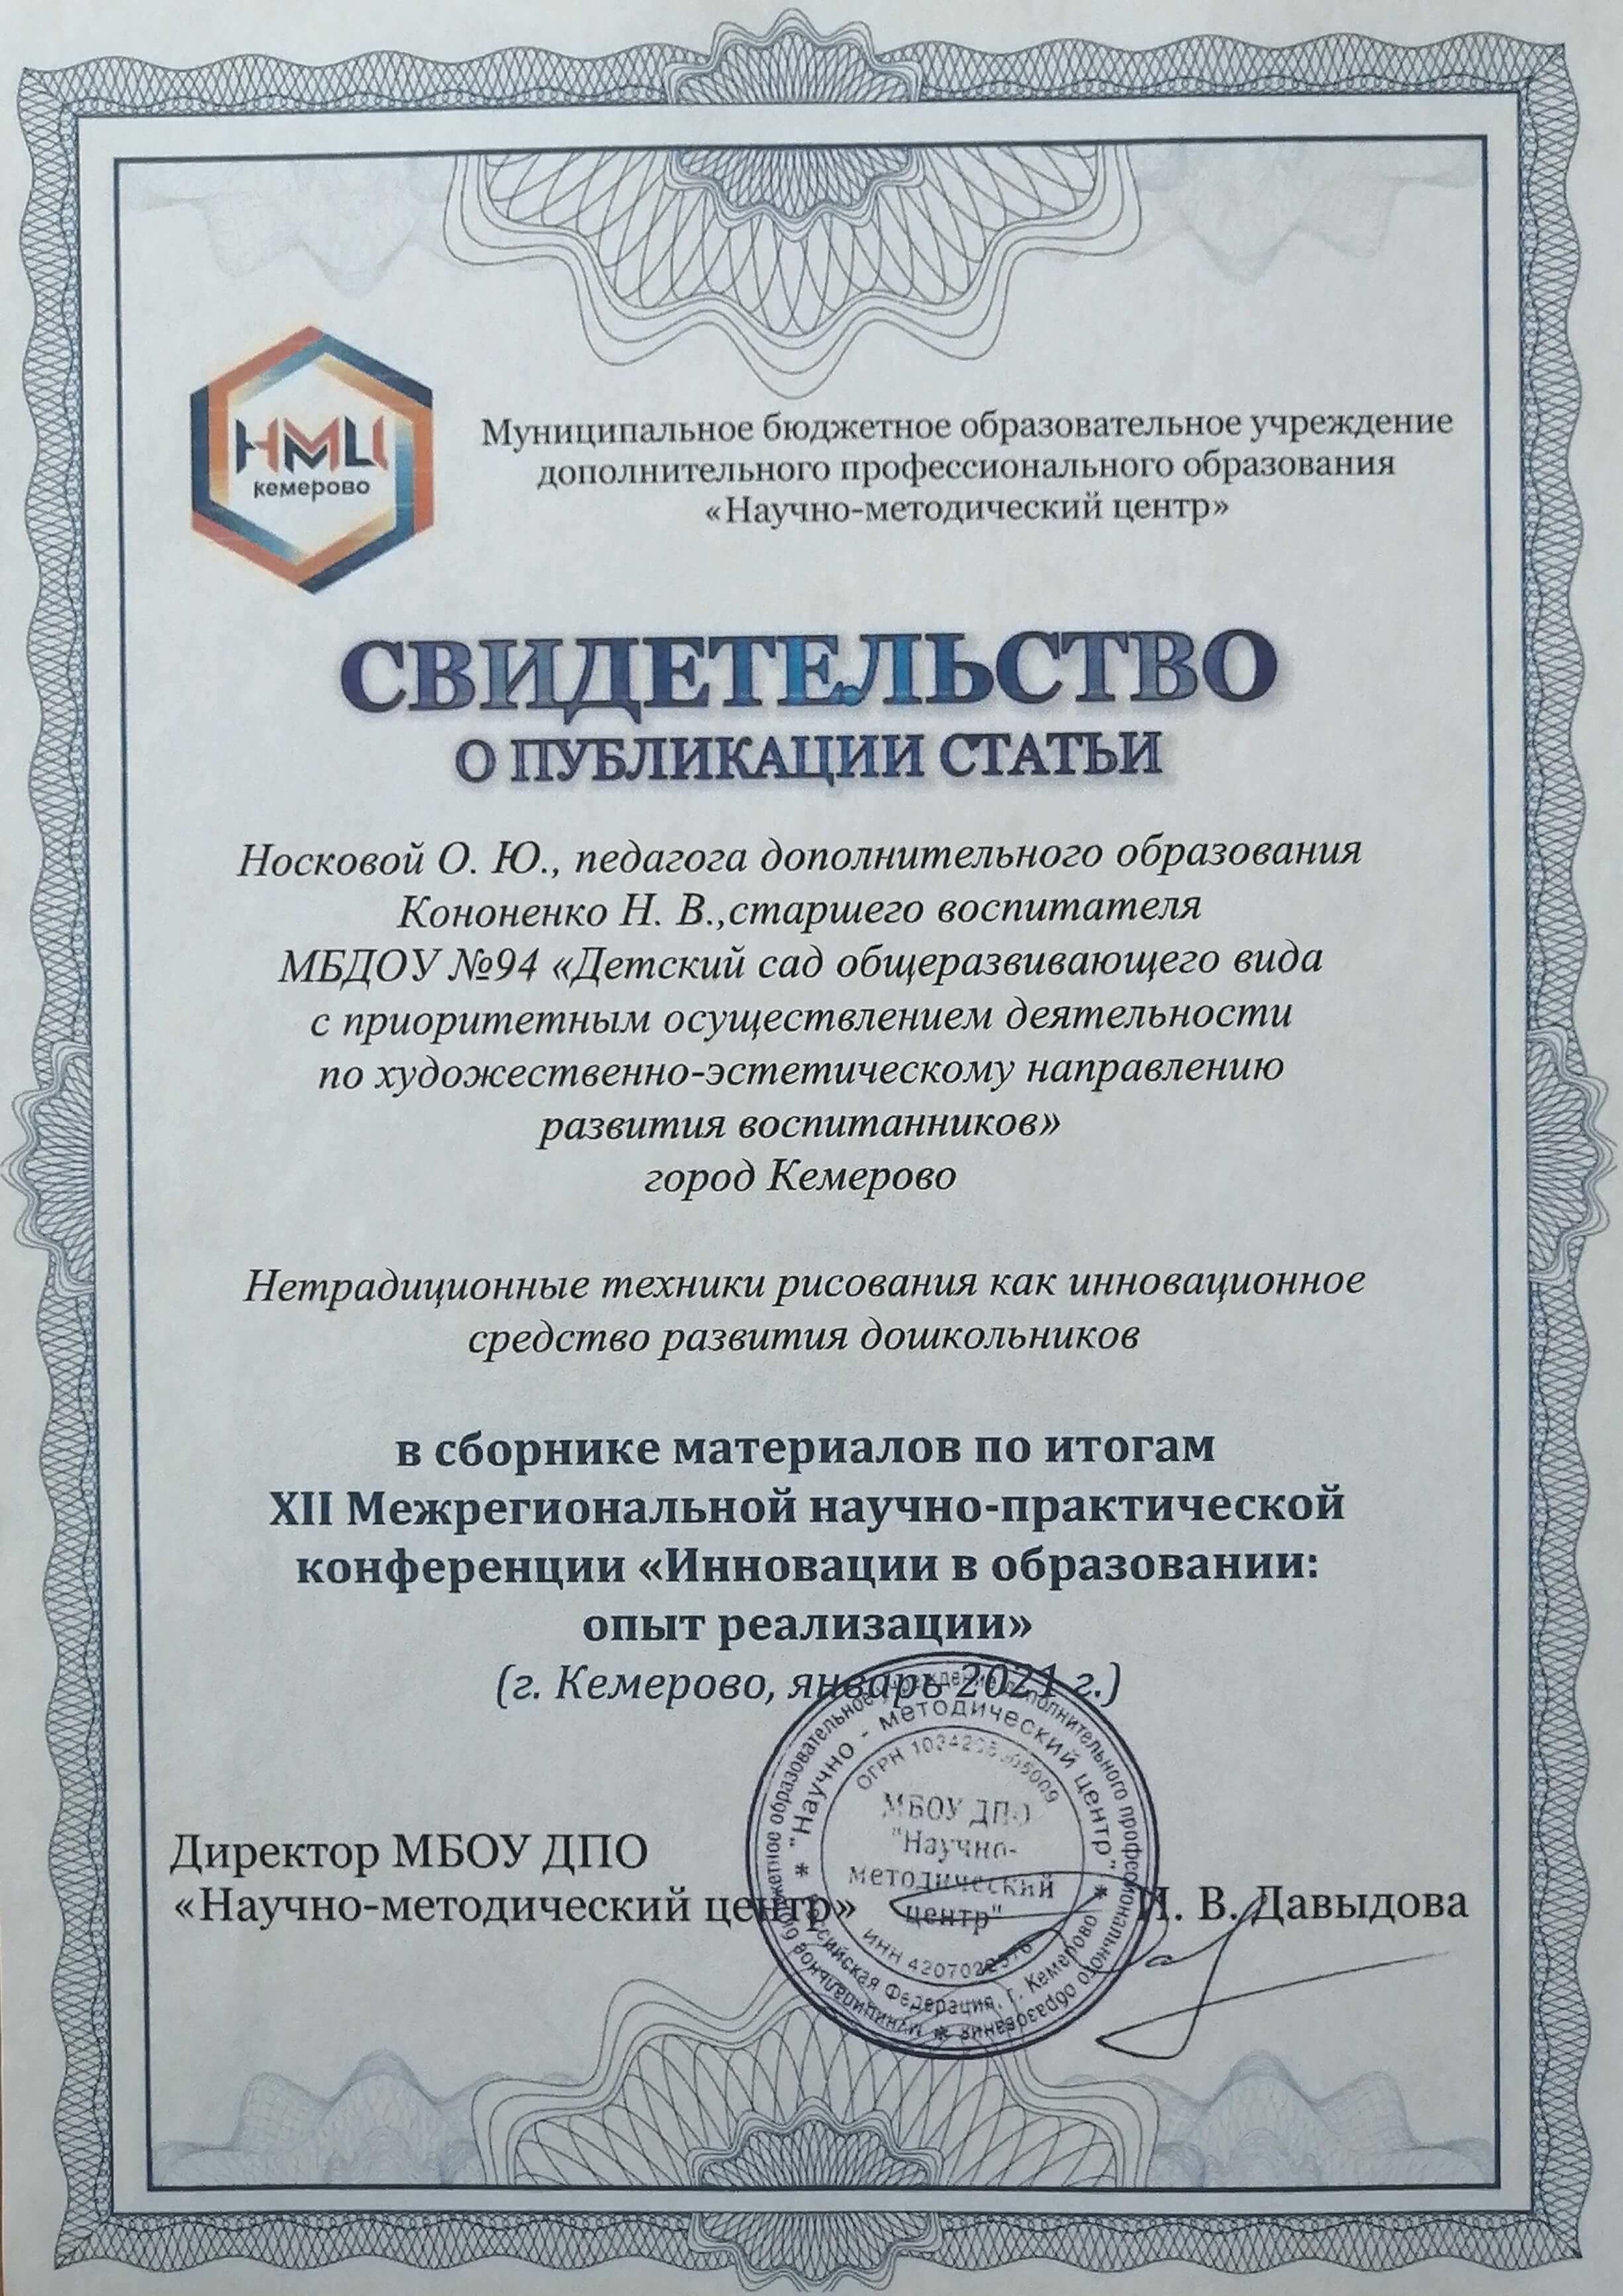 НМЦ
кемерово
Муниципальное бюджетное образовательное учреждение
дополнительного профессионального образования
«Научно-методический центр»
СВИДЕТЕЛЬСТВО
О ПУБЛИКАЦИИ СТАТЬИ
Носковой О. Ю., педагога дополнительного образования
Кононенко Н. В.,старшего воспитателя
МБДОУ №94 «Детский сад общеразвивающего вида
с приоритетным осуществлением деятельности
по художественно-эстетическому направлению
развития воспитанников»
город Кемерово
Нетрадиционные техники рисования как инновационное
средство развития дошкольников
в сборнике материалов по итогам
XII Межрегиональной научно-практической
конференции «Инновации в образовании:
опыт реализации»
(г. Кемерово, январь 2021 г.)
Директор МБОУ ДПО
«Научно-методический центр»
В. Давыдова
Муниципальное бюджетное образовательное учреждение дополнительного профессионального образования
"Научно - методический центр"
Российская Федерация, г. Кемерово
ОГРН
МБОУ ДПО
"Научно-
методический
центр"
ИНН